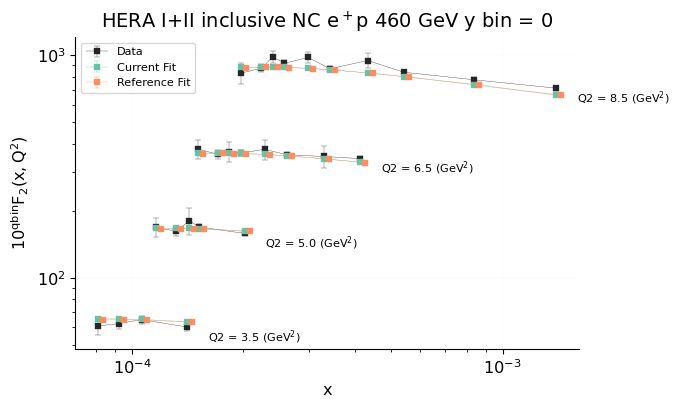 HERA I+II inclusive NC e⁺p 460 GeV y bin = 0
10^qbin F₂(x, Q²)
10³
10²
Data
Current Fit
Reference Fit
Q2 = 8.5 (GeV²)
Q2 = 6.5 (GeV²)
Q2 = 5.0 (GeV²)
Q2 = 3.5 (GeV²)
10⁻⁴
10⁻³
x